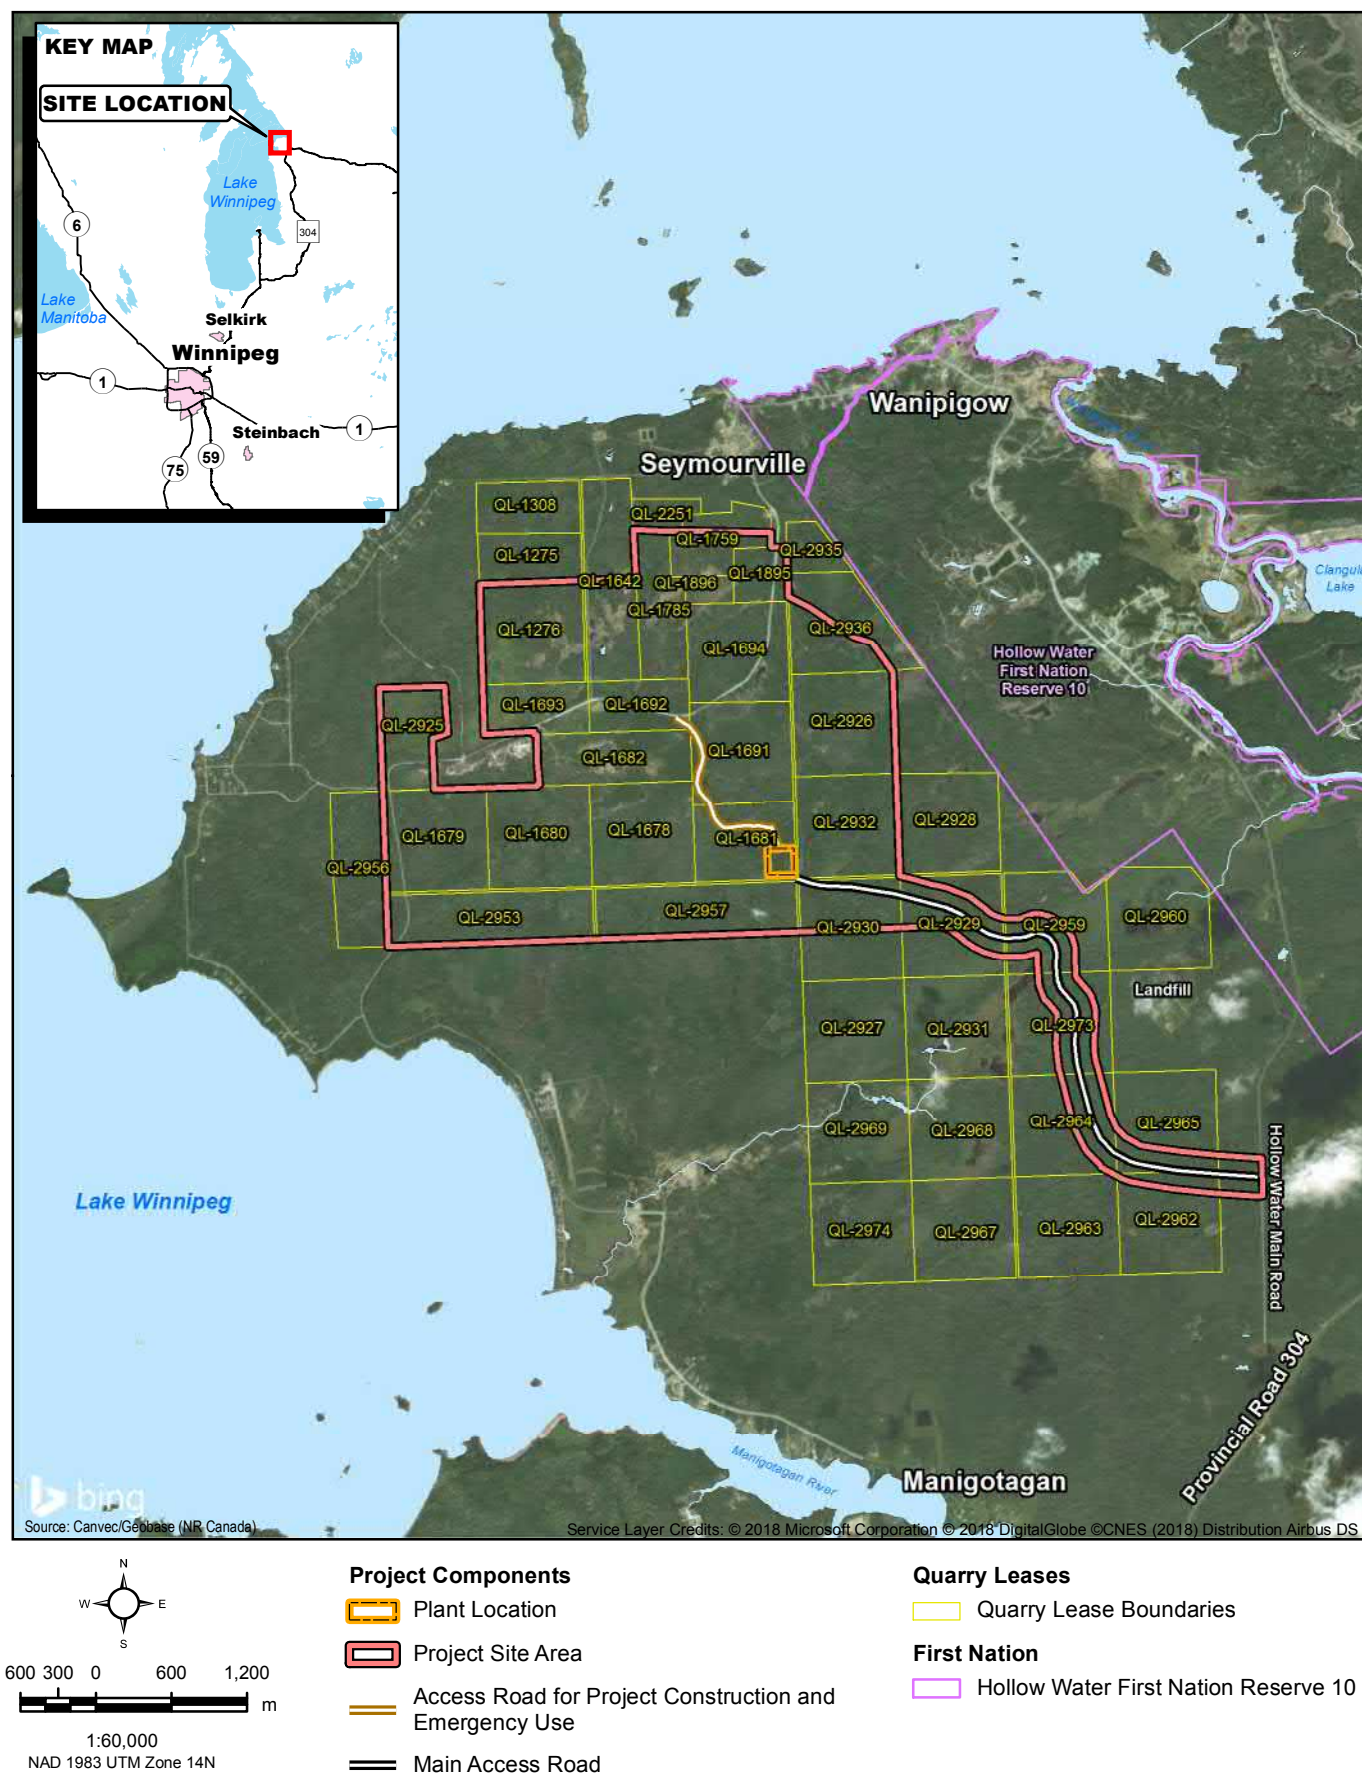 KEY MAP
SITE LOCATION
Lake
Winnipeg
6
304
Lake
Manitoba
Selkirk
Winnipeg
1
Steinbach
1
75
59
Wanipigow
Seymourville
QL-1308
QL-2251
QL-1275
QL-1759
QL-2935
QL-1642
QL-1896
QL-1895
QL-1785
QL-1276
QL-2936
QL-1694
Clangula
Lake
Hollow Water
First Nation
Reserve 10
QL-1693
QL-1692
QL-2925
QL-2926
QL-1691
QL-1682
QL-1679
QL-1680
QL-1678
QL-1681
QL-2932
QL-2928
QL-2956
QL-2953
QL-2957
QL-2930
QL-2929
QL-2959
QL-2960
Landfill
QL-2927
QL-2931
QL-2973
QL-2969
QL-2968
QL-2964
QL-2965
QL-2974
QL-2967
QL-2963
QL-2962
Hollow Water Main Road
Lake Winnipeg
Provincial Road 304
Manigotagan River
Manigotagan
bing
Source: Canvec/Geobase (NR Canada)
Service Layer Credits: © 2018 Microsoft Corporation © 2018 DigitalGlobe ©CNES (2018) Distribution Airbus DS
N
W E
S
600 300 0 600 1,200
m
1:60,000
NAD 1983 UTM Zone 14N
Project Components
Plant Location
Project Site Area
Access Road for Project Construction and
Emergency Use
Main Access Road
Quarry Leases
Quarry Lease Boundaries
First Nation
Hollow Water First Nation Reserve 10